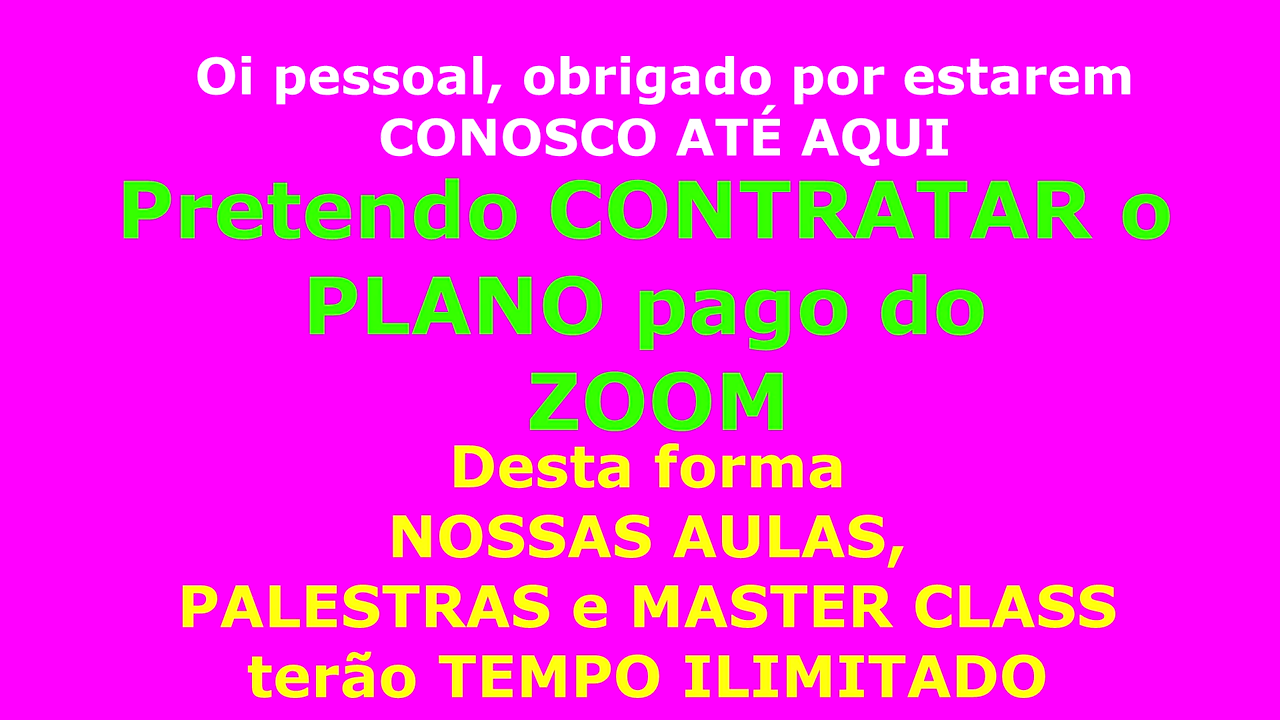 Oi pessoal, obrigado por estarem
CONOSCO ATÉ AQUI
Pretendo CONTRATAR o
PLANO pago do
ZOOM
Desta forma
NOSSAS AULAS,
PALESTRAS e MASTER CLASS
terão TEMPO ILIMITADO